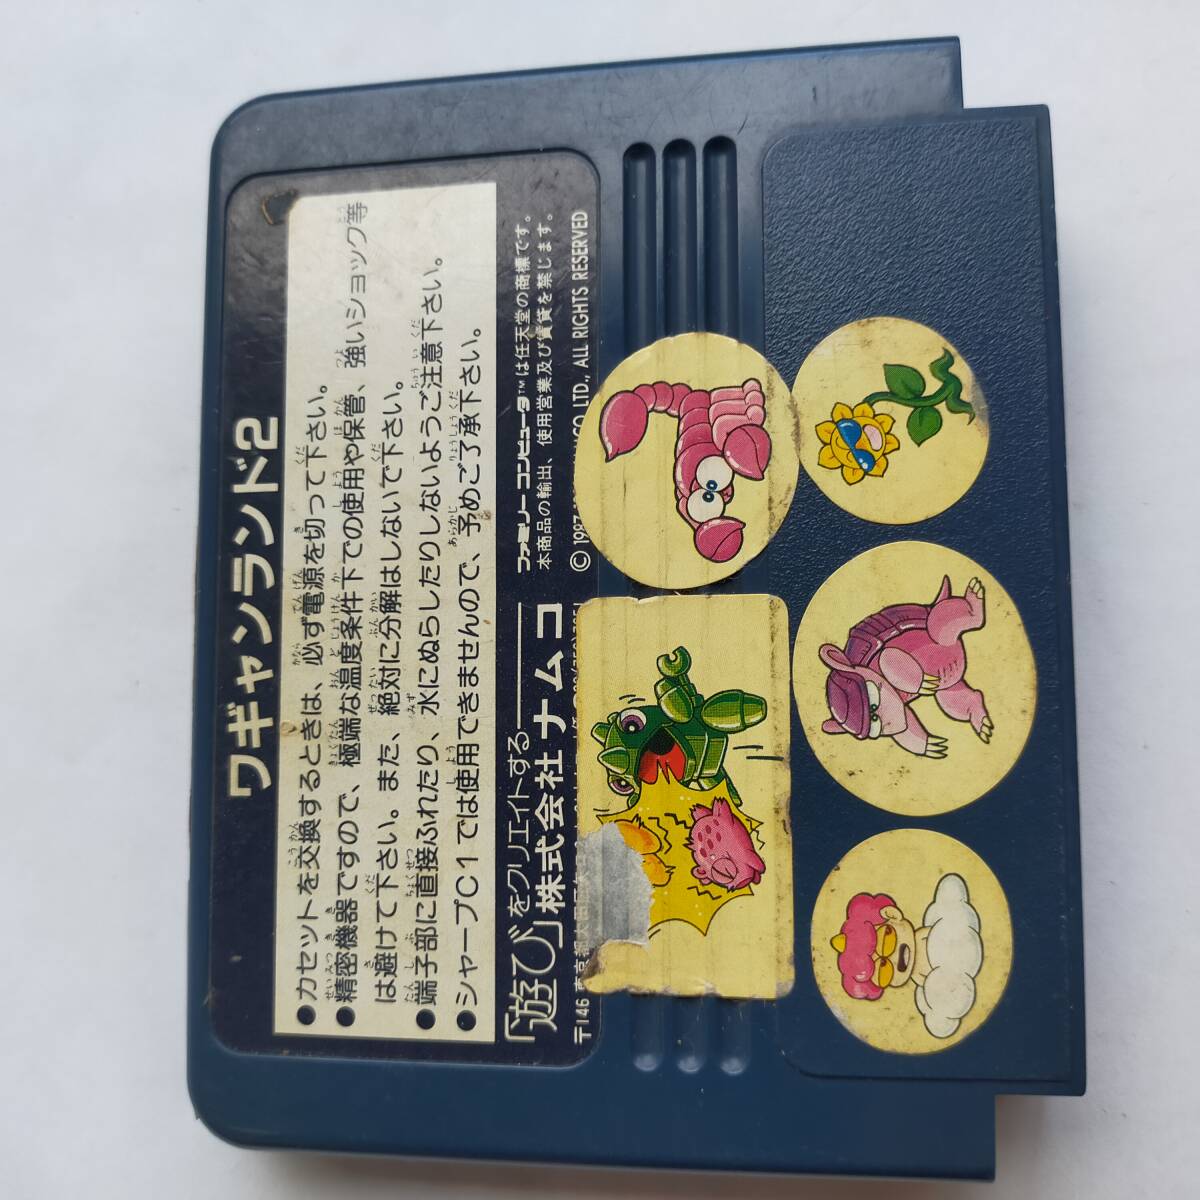 ワギャンランド2
●カセットを交換するときは、必ず電源を切って下さい。
●精密機器ですので、極端な温度条件下での使用や保管、強いショック等
は避けて下さい。また、絶対に分解はしないで下さい。
●端子部に直接ふれたり、水にぬらしたりしないようご注意下さい。
●シャープC1では使用できませんので、予めご了承下さい。
「遊び」をクリエイトする
株式会社ナムコ
ファミリーコンピュータ™は任天堂の商標です。
本商品の輸出、使用営業及び賃貸を禁じます。
〒146
© 1987 LTD., ALL RIGHTS RESERVED